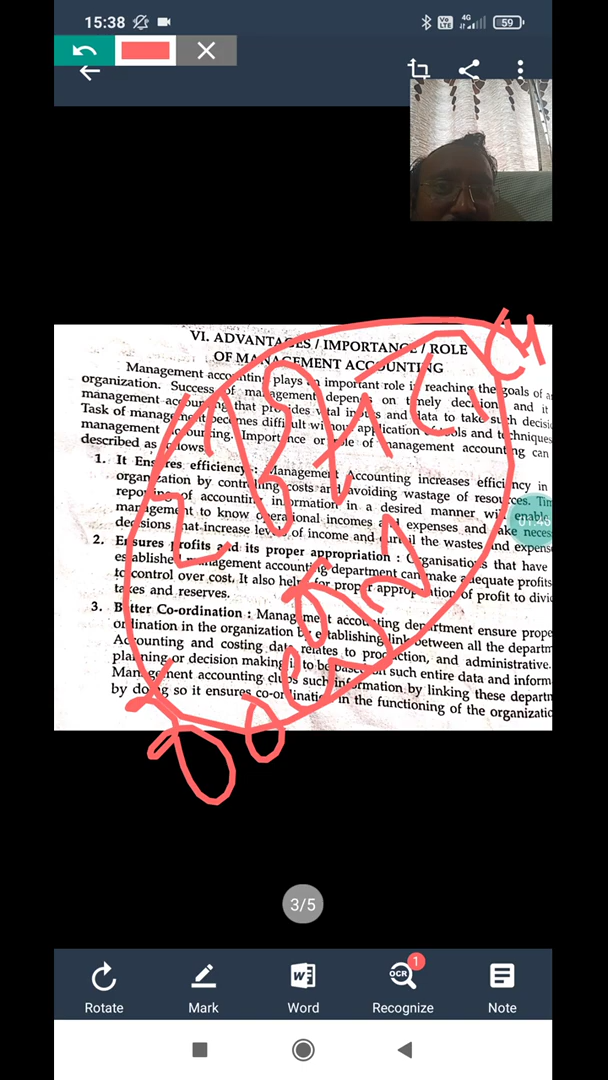 15:38
Vo LTE 4G 59
VI. ADVANTAGES / IMPORTANCE / ROLE
OF MANAGEMENT ACCOUNTING
Management accounting plays an important role in reaching the goals of
organization. Success of management depends on timely decisions and it
management accounting that provides vital inputs and data to take such
Task of management becomes difficult without application of tools and techniques
management accounting. Importance or role of management accounting can
described as follows
1. It Ensures efficiency : Management Accounting increases efficiency in
organization by controlling costs and avoiding wastage of resources.
reporting of accounting information in a desired manner will enable
management to know operational incomes and expenses and take
decisions that increase level of income and curtail the wastes and
2. Ensures profits and its proper appropriation : Organisations that have
established management accounting department can make adequate profits
to control over cost. It also helps for proper appropriation of profit to
taxes and reserves.
3. Better Co-ordination : Management accounting department ensure
ordination in the organization by establishing link between all the
Accounting and costing data relates to production, and administrative.
planning or decision making is to be based on such entire data and
Management accounting clubs such information by linking these
by doing so it ensures co-ordination in the functioning of the
3/5
1
OCR
Rotate Mark Word Recognize Note